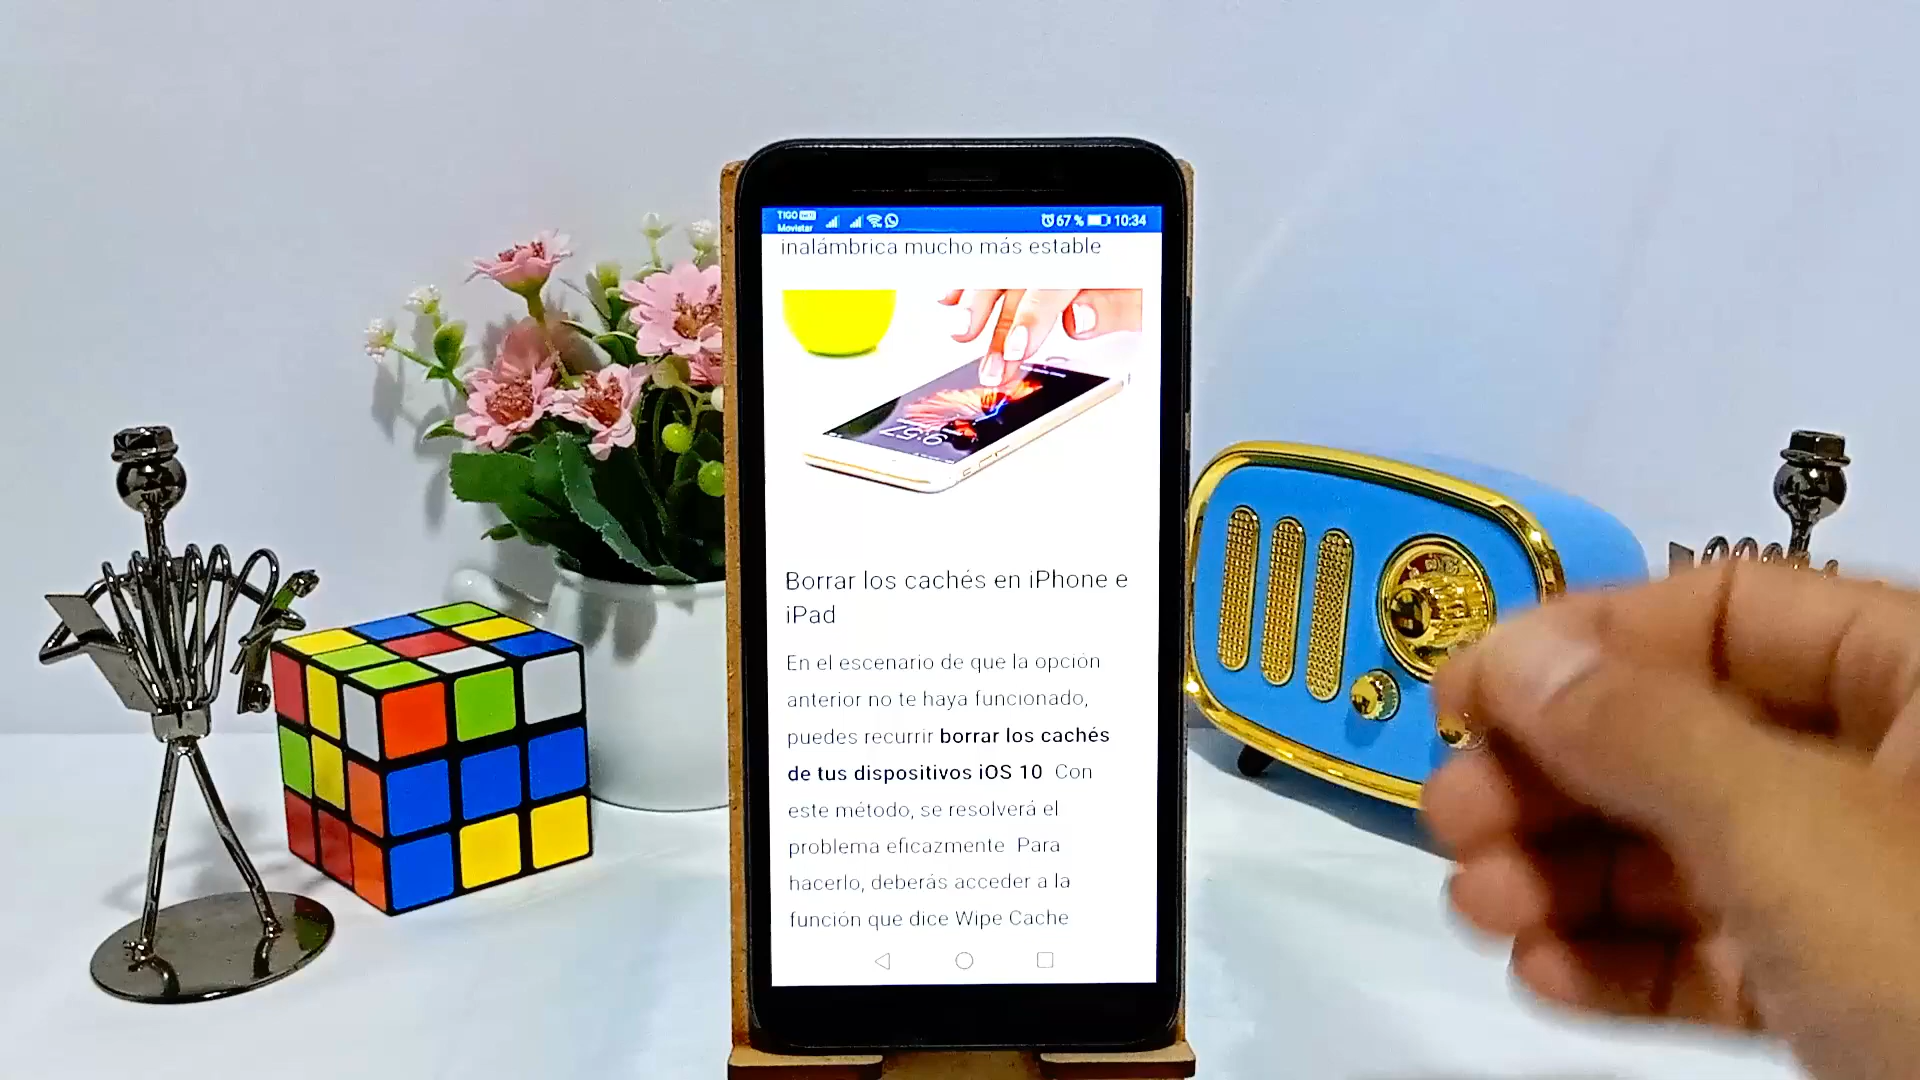 TIGO
Movistar
67 % 10:34
inalámbrica mucho más estable
9:57
Borrar los cachés en iPhone e
iPad
En el escenario de que la opción
anterior no te haya funcionado,
puedes recurrir borrar los cachés
de tus dispositivos iOS 10 Con
este método, se resolverá el
problema eficazmente Para
hacerlo, deberás acceder a la
función que dice Wipe Cache